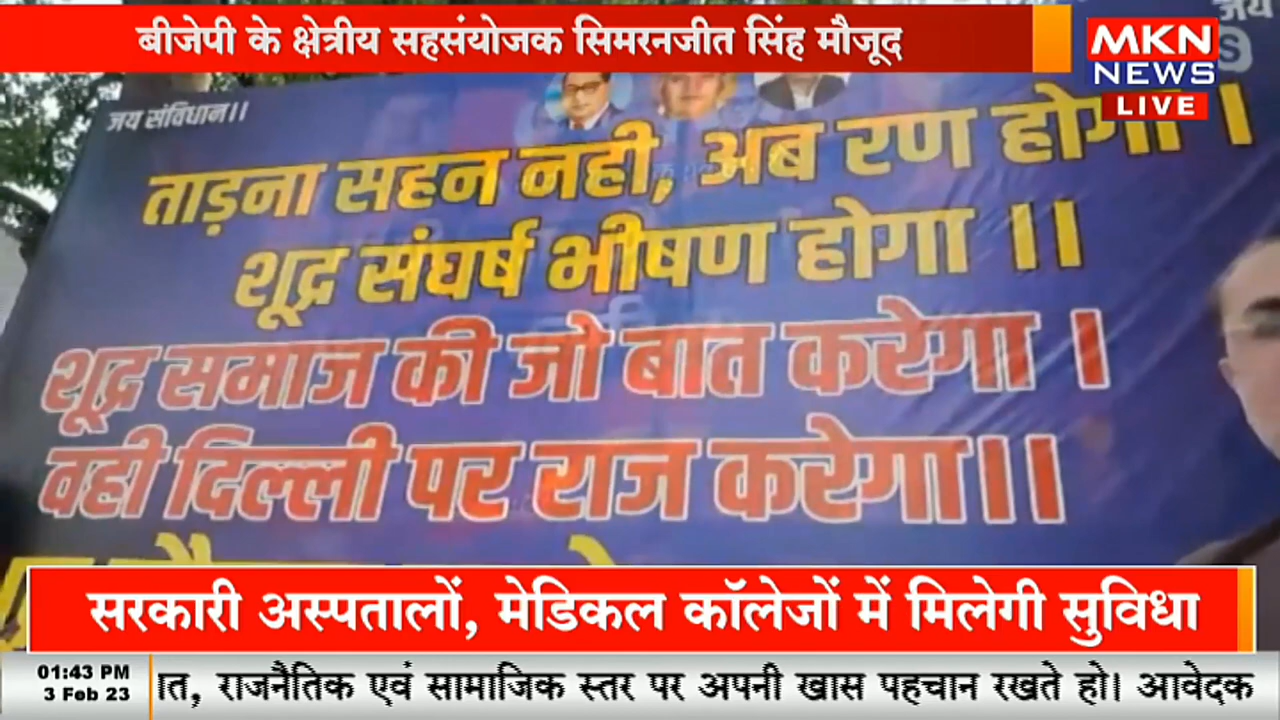 बीजेपी के क्षेत्रीय सहसंयोजक सिमरनजीत सिंह मौजूद
जय
MKN
NEWS
LIVE
जय संविधान।।
ताड़ना सहन नही, अब रण होगा ।
शूद्र संघर्ष भीषण होगा ।।
शूद्र समाज की जो बात करेगा ।
वही दिल्ली पर राज करेगा।।
सरकारी अस्पतालों, मेडिकल कॉलेजों में मिलेगी सुविधा
01:43 PM
3 Feb 23
ात, राजनैतिक एवं सामाजिक स्तर पर अपनी खास पहचान रखते हो। आवेदक